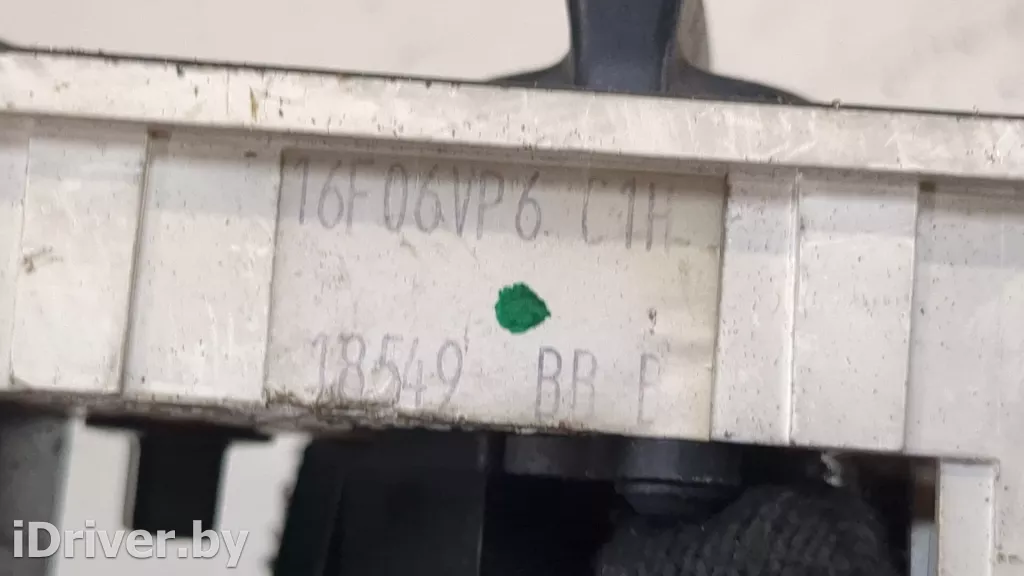 16F06VP6 C1H
18549 BB E
iDriver.by